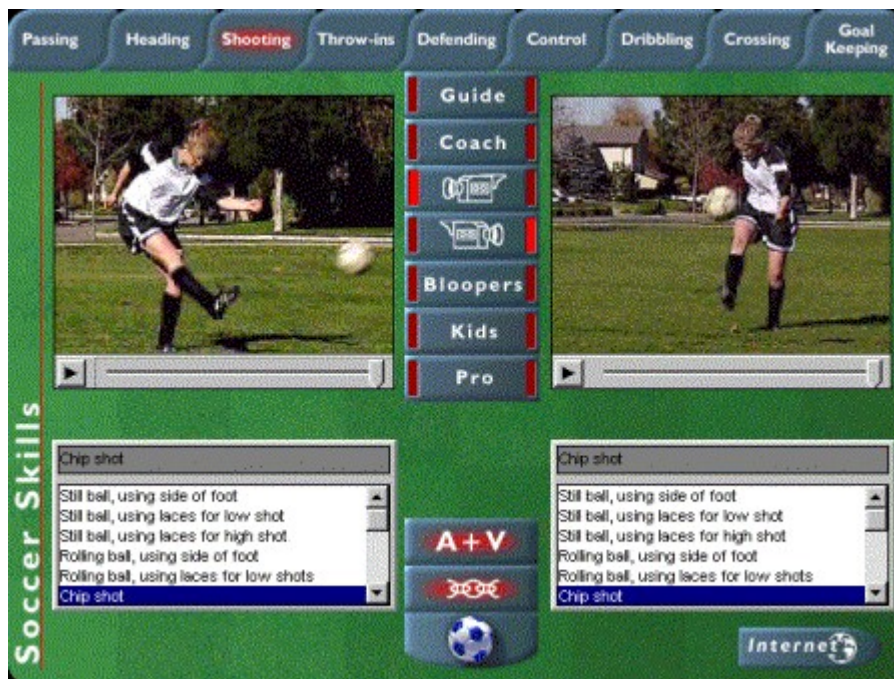 Passing
Heading
Shooting
Throw-ins
Defending
Control
Dribbling
Crossing
Goal
Keeping
Guide
Coach
Bloopers
Kids
Pro
Soccer Skills
Chip shot
Still ball, using side of foot
Still ball, using laces for low shot
Still ball, using laces for high shot
Rolling ball, using side of foot
Rolling ball, using laces for low shots
Chip shot
A+V
Chip shot
Still ball, using side of foot
Still ball, using laces for low shot
Still ball, using laces for high shot
Rolling ball, using side of foot
Rolling ball, using laces for low shots
Chip shot
Internet